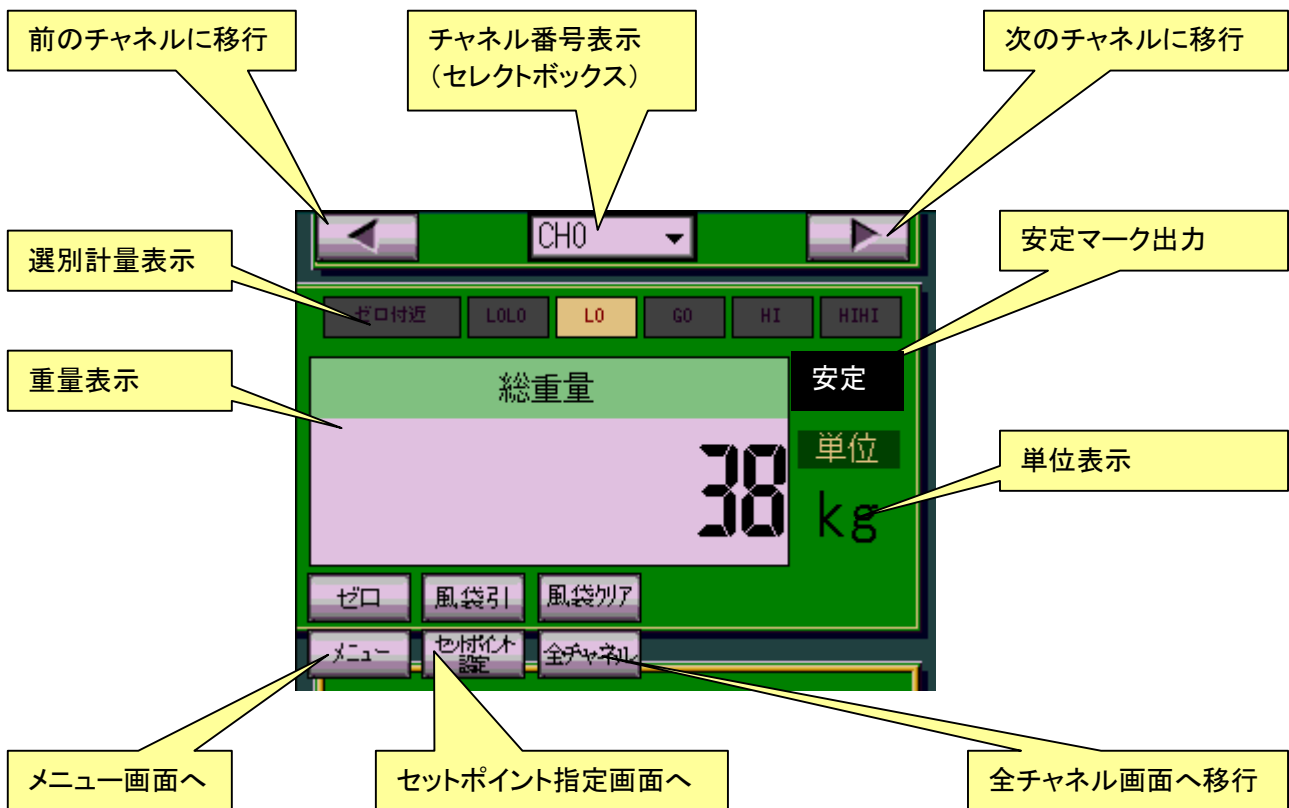 前のチャネルに移行
チャネル番号表示
（セレクトボックス）
次のチャネルに移行
CH0
選別計量表示
安定マーク出力
ゼロ付近 LOLO LO GO HI HIHI
重量表示
総重量
安定
単位
38
kg
単位表示
ゼロ 風袋引 風袋クリア
メニュー セットポイント 全チャネル
設定
メニュー画面へ
セットポイント指定画面へ
全チャネル画面へ移行